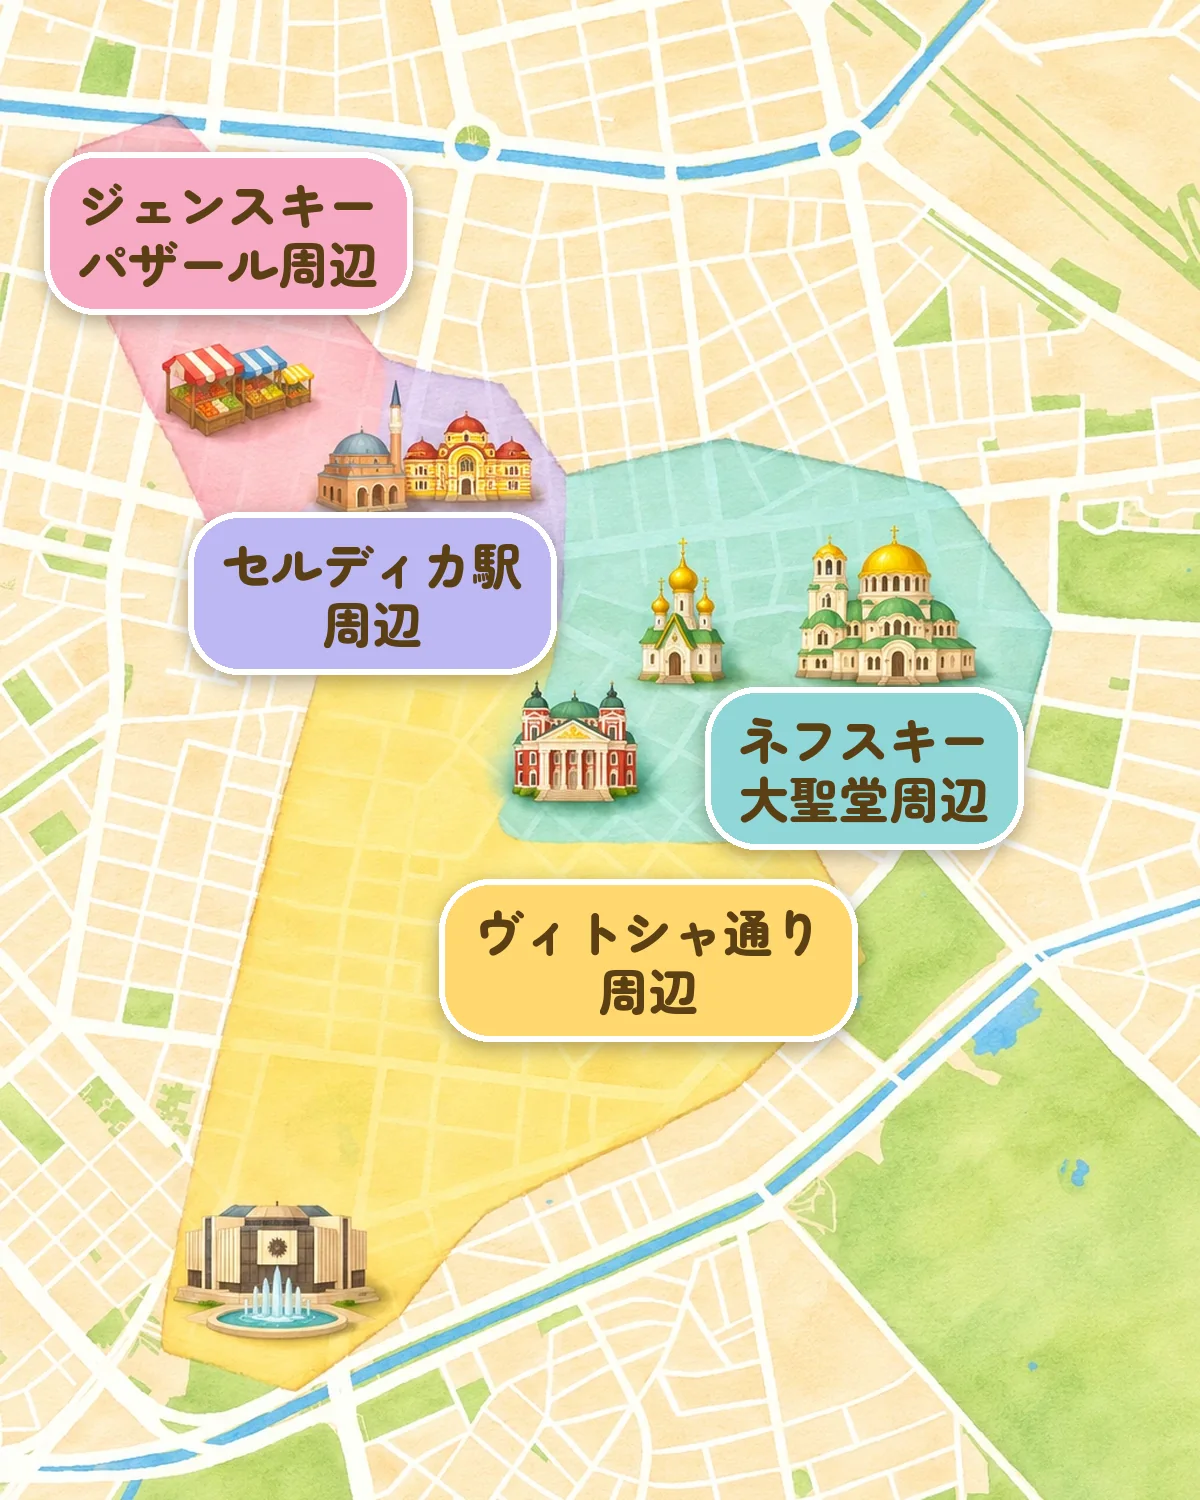 ジェンスキー
パザール周辺
セルディカ駅
周辺
ネフスキー
大聖堂周辺
ヴィトシャ通り
周辺